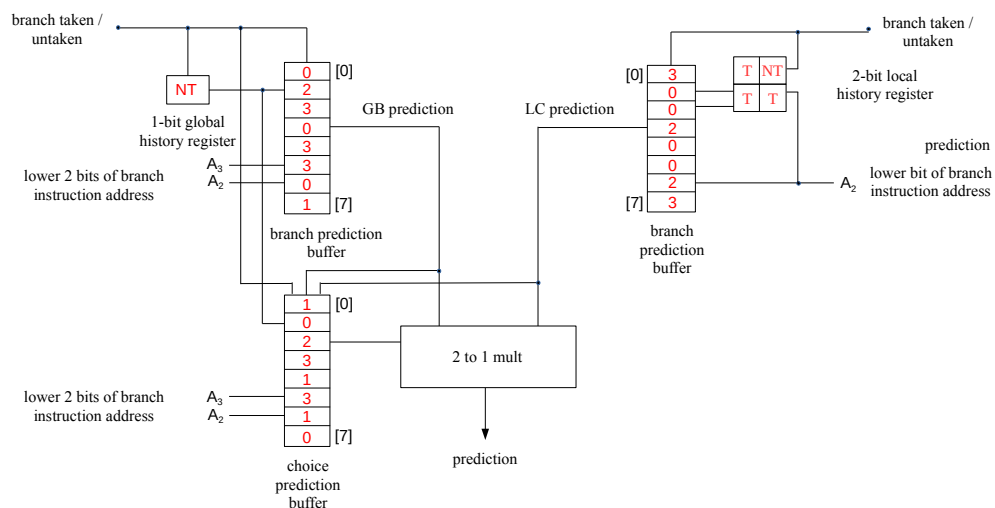 branch taken /
untaken
NT
1-bit global
history register
A3
lower 2 bits of branch
instruction address
A2
0
2
3
0
3
3
0
1
[0]
[7]
branch prediction
buffer
GB prediction
LC prediction
branch taken /
untaken
[0]
[7]
3
0
0
2
0
0
2
3
branch
prediction
buffer
T NT
T T
2-bit local
history register
prediction
A2
lower bit of branch
instruction address
1
0
2
3
1
3
1
0
[0]
[7]
A3
lower 2 bits of branch
instruction address
A2
choice
prediction
buffer
2 to 1 mult
prediction